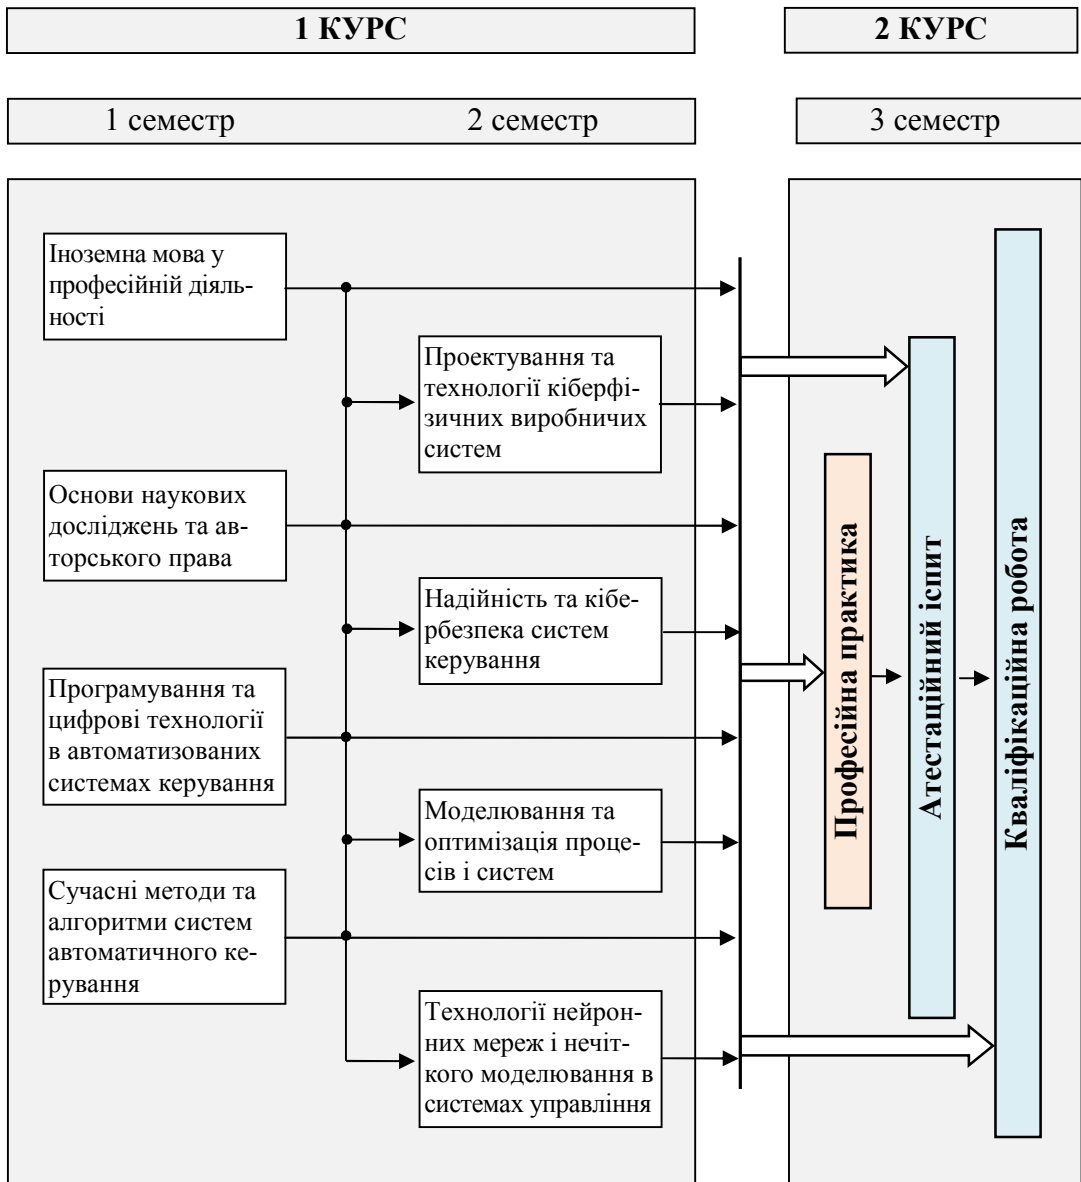 1 КУРС
2 КУРС
1 семестр
2 семестр
3 семестр
Іноземна мова у
професійній діяль-
ності
Проектування та
технології кіберфі-
зичних виробничих
систем
Основи наукових
досліджень та ав-
торського права
Надійність та кібе-
рбезпека систем
керування
Програмування та
цифрові технології
в автоматизованих
системах керування
Моделювання та
оптимізація проце-
сів і систем
Сучасні методи та
алгоритми систем
автоматичного ке-
рування
Технології нейрон-
них мереж і нечіт-
кого моделювання в
системах управління
Професійна практика
Атестаційний іспит
Кваліфікаційна робота